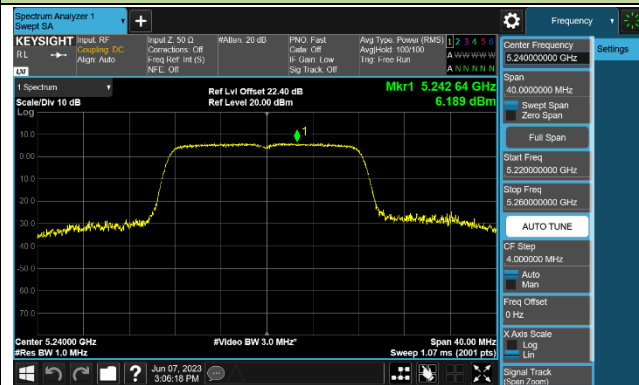 Spectrum Analyzer 1
Swept SA
Frequency
KEYSIGHT
RL
LXI
Input: RF
Coupling: DC
Align: Auto
Input Z: 50 Ω
Corrections: Off
Freq Ref: Int (S)
NFE: Off
#Atten: 20 dB
PNO: Fast
Gate: Off
IF Gain: Low
Sig Track: Off
Avg Type: Power (RMS)
Avg|Hold: 100/100
Trig: Free Run
1 2 3 4 5 6
A W W W W W
A N N N N N
1 Spectrum
Scale/Div 10 dB
Log
Ref Lvl Offset 22.40 dB
Ref Level 20.00 dBm
Mkr1 5.242 64 GHz
6.189 dBm
1
10.0
0.00
-10.0
-20.0
-30.0
-40.0
-50.0
-60.0
-70.0
Center 5.24000 GHz
#Res BW 1.0 MHz
#Video BW 3.0 MHz*
Span 40.00 MHz
Sweep 1.07 ms (2001 pts)
Jun 07, 2023
3:06:18 PM
Center Frequency
5.240000000 GHz
Span
40.0000000 MHz
Swept Span
Zero Span
Full Span
Start Freq
5.220000000 GHz
Stop Freq
5.260000000 GHz
AUTO TUNE
CF Step
4.000000 MHz
Auto
Man
Freq Offset
0 Hz
X Axis Scale
Log
Lin
Signal Track
(Span Zoom)
Settings